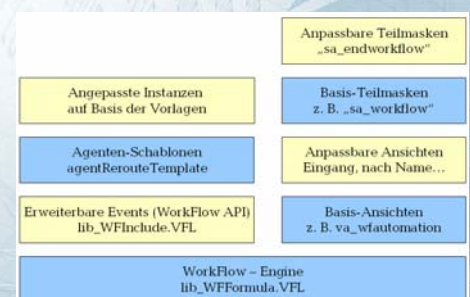 Anpassbare Teilmasken
„sa_endworkflow“
Angepasste Instanzen
auf Basis der Vorlagen
Basis-Teilmasken
z. B. „sa_workflow“
Agenten-Schablonen
agentRerouteTemplate
Anpassbare Ansichten
Eingang, nach Name…
Erweiterbare Events (WorkFlow API)
lib_WFInclude.VFL
Basis-Ansichten
z. B. va_wfautomation
WorkFlow – Engine
lib_WFFormula.VFL